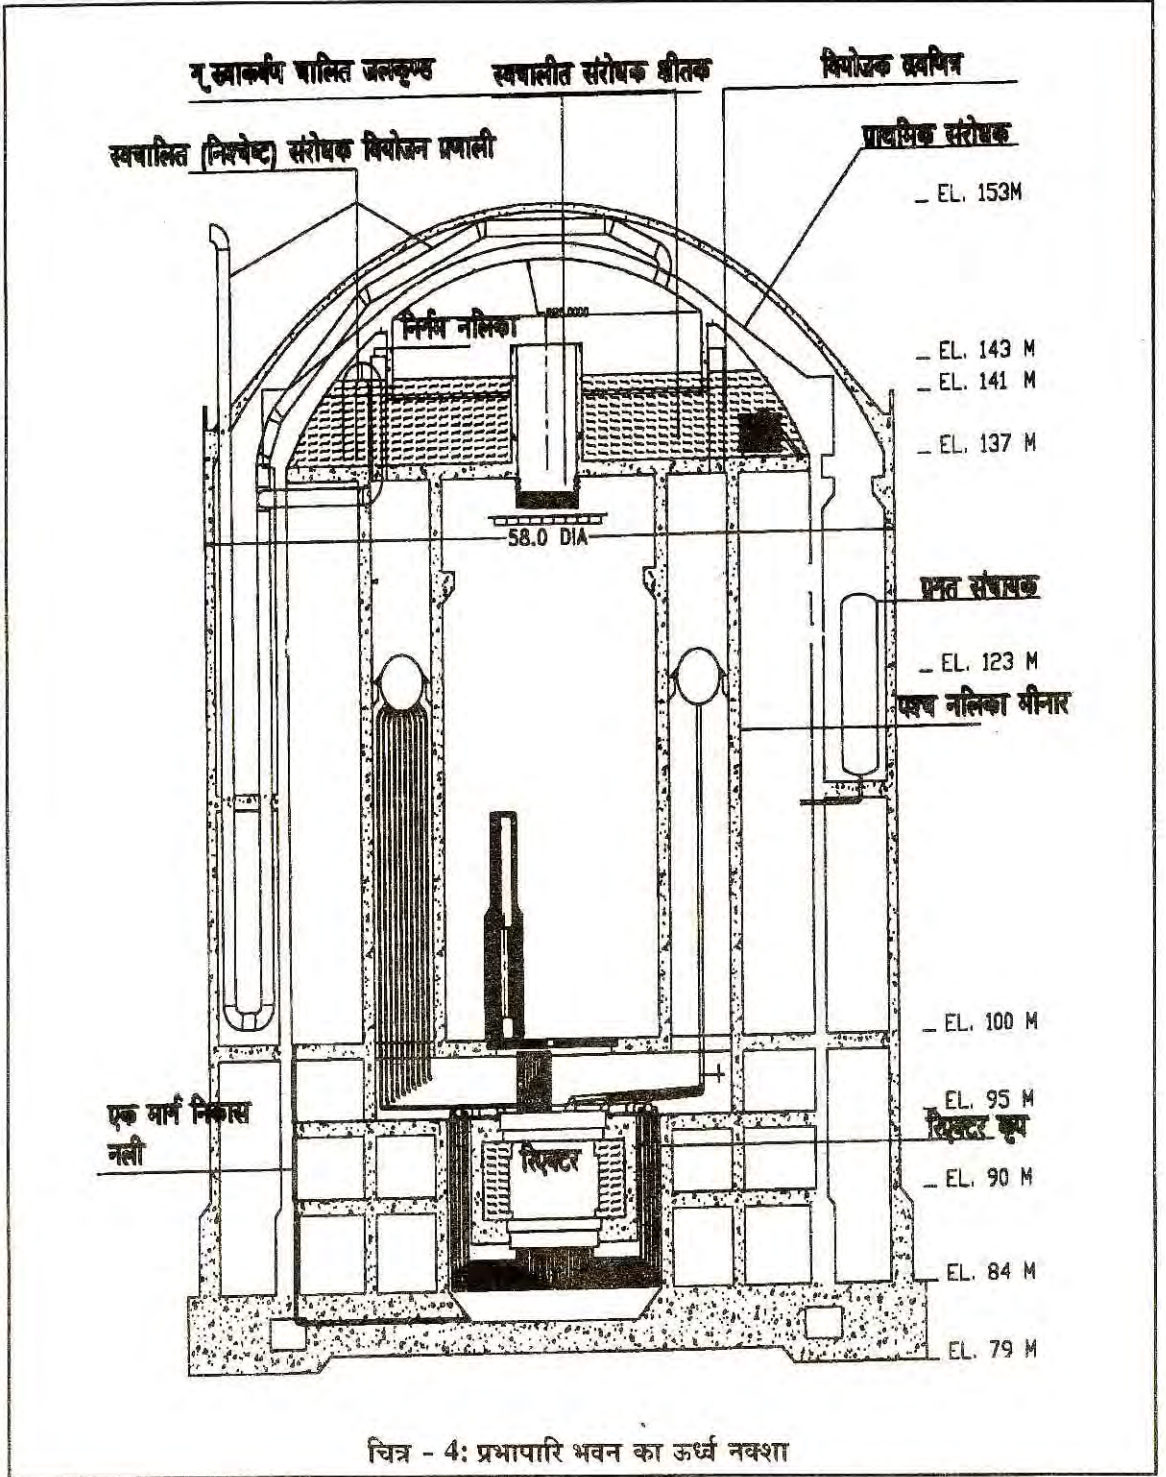 गुरूत्वाकर्षण चालित जलकुण्ड
स्वचालीत संरोधक शीतक
वियोजक
स्वचालित (निश्चेष्ट) संरोधक वियोजन प्रणाली
प्राथमिक संरोधक
EL. 153M
निर्गम नलिका
EL. 143 M
EL. 141 M
EL. 137 M
58.0 DIA
प्रगत संचायक
EL. 123 M
पश्च नलिका मीनार
EL. 100 M
EL. 95 M
एक मार्ग निकास
नली
रिएक्टर कूप
रिएक्टर
EL. 90 M
EL. 84 M
EL. 79 M
चित्र - 4: प्रभापारि भवन का ऊर्ध्व नक्शा